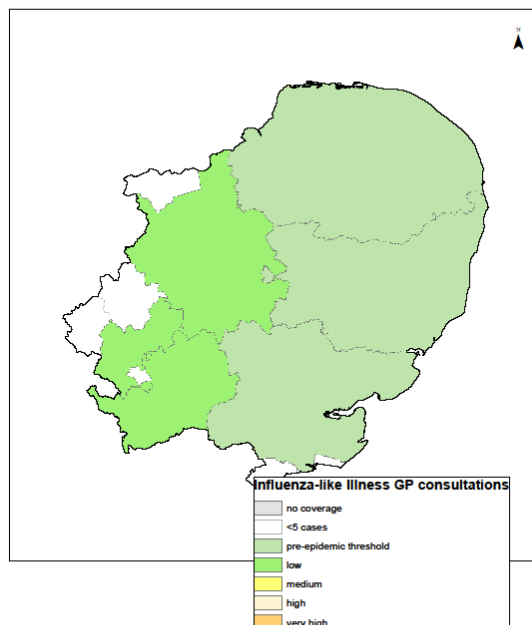 N
Influenza-like Illness GP consultations
no coverage
<5 cases
pre-epidemic threshold
low
medium
high
very high